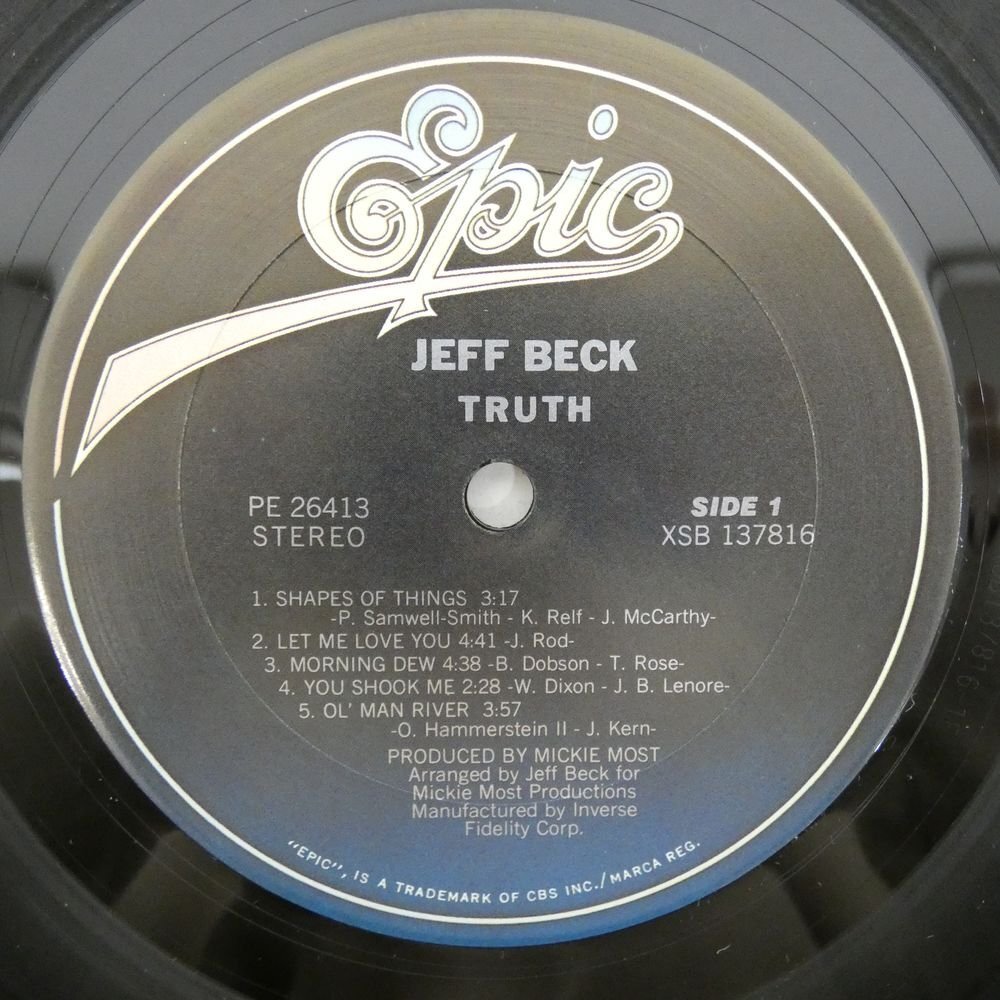 Epic
JEFF BECK
TRUTH
PE 26413
STEREO
SIDE 1
XSB 137816
1. SHAPES OF THINGS 3:17
-P. Samwell-Smith - K. Relf - J. McCarthy-
2. LET ME LOVE YOU 4:41 -J. Rod-
3. MORNING DEW 4:38 -B. Dobson - T. Rose-
4. YOU SHOOK ME 2:28 -W. Dixon - J. B. Lenore-
5. OL' MAN RIVER 3:57
-O. Hammerstein II - J. Kern-
PRODUCED BY MICKIE MOST
Arranged by Jeff Beck for
Mickie Most Productions
Manufactured by Inverse
Fidelity Corp.
"EPIC", IS A TRADEMARK OF CBS INC./MARCA REG.